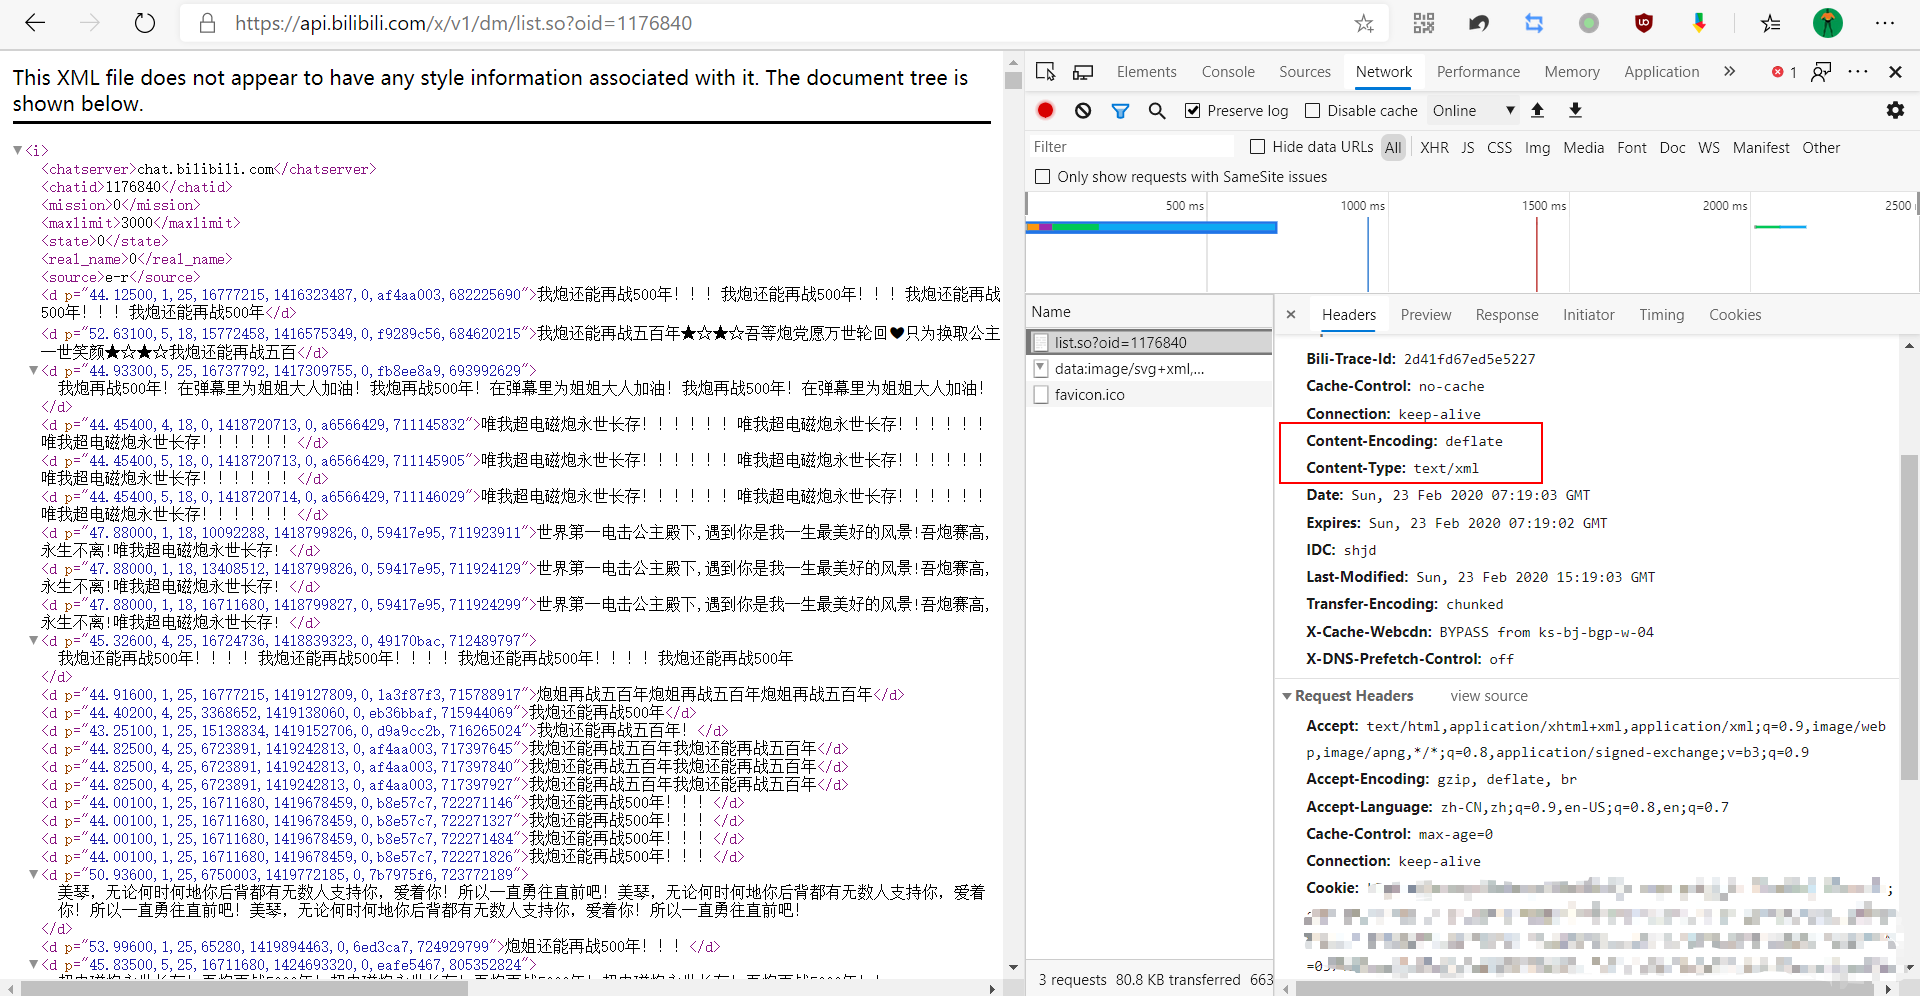 https://api.bilibili.com/x/v1/dm/list.so?oid=1176840
This XML file does not appear to have any style information associated with it. The document tree is
shown below.
▼<i>
<chatserver>chat.bilibili.com</chatserver>
<chatid>1176840</chatid>
<mission>0</mission>
<maxlimit>3000</maxlimit>
<state>0</state>
<real_name>0</real_name>
<source>e-r</source>
<d p="44.12500,1,25,16777215,1416323487,0,af4aa003,682225690">我炮还能再战500年！！！我炮还能再战500年！！！我炮还能再战
500年！！！我炮还能再战500年</d>
<d p="52.63100,5,18,15772458,1416575349,0,f9289c56,684620215">我炮还能再战五百年★☆★☆吾等炮党愿万世轮回♥只为换取公主
一世笑颜★☆★☆我炮还能再战五百</d>
▼<d p="44.93300,5,25,16737792,1417309755,0,fb8ee8a9,693992629">
我炮再战500年！在弹幕里为姐姐大人加油！我炮再战500年！在弹幕里为姐姐大人加油！我炮再战500年！在弹幕里为姐姐大人加油！
</d>
<d p="44.45400,4,18,0,1418720713,0,a6566429,711145832">唯我超电磁炮永世长存！！！！！！唯我超电磁炮永世长存！！！！！！
唯我超电磁炮永世长存！！！！！！</d>
<d p="44.45400,5,18,0,1418720713,0,a6566429,711145905">唯我超电磁炮永世长存！！！！！！唯我超电磁炮永世长存！！！！！！
唯我超电磁炮永世长存！！！！！！</d>
<d p="44.45400,5,18,0,1418720714,0,a6566429,711146029">唯我超电磁炮永世长存！！！！！！唯我超电磁炮永世长存！！！！！！
唯我超电磁炮永世长存！！！！！！</d>
<d p="47.88000,1,18,10092288,1418799826,0,59417e95,711923911">世界第一电击公主殿下,遇到你是我一生最美好的风景!吾炮赛高,
永生不离!唯我超电磁炮永世长存! </d>
<d p="47.88000,1,18,13408512,1418799826,0,59417e95,711924129">世界第一电击公主殿下,遇到你是我一生最美好的风景!吾炮赛高,
永生不离!唯我超电磁炮永世长存! </d>
<d p="47.88000,1,18,16711680,1418799827,0,59417e95,711924299">世界第一电击公主殿下,遇到你是我一生最美好的风景!吾炮赛高,
永生不离!唯我超电磁炮永世长存! </d>
▼<d p="45.32600,4,25,16724736,1418839323,0,49170bac,712489797">
我炮还能再战500年！！！！我炮还能再战500年！！！！我炮还能再战500年！！！！我炮还能再战500年
</d>
<d p="44.91600,1,25,16777215,1419127809,0,1a3f87f3,715788917">炮姐再战五百年炮姐再战五百年炮姐再战五百年</d>
<d p="44.40200,4,25,3368652,1419138060,0,eb36bbaf,715944069">我炮还能再战500年</d>
<d p="43.25100,1,25,15138834,1419152706,0,d9a9cc2b,716265024">我炮还能再战五百年！</d>
<d p="44.82500,4,25,6723891,1419242813,0,af4aa003,717397645">我炮还能再战五百年我炮还能再战五百年</d>
<d p="44.82500,4,25,6723891,1419242813,0,af4aa003,717397840">我炮还能再战五百年我炮还能再战五百年</d>
<d p="44.82500,4,25,6723891,1419242813,0,af4aa003,717397927">我炮还能再战五百年我炮还能再战五百年</d>
<d p="44.00100,1,25,16711680,1419678459,0,b8e57c7,722271146">我炮还能再战500年！！！</d>
<d p="44.00100,1,25,16711680,1419678459,0,b8e57c7,722271327">我炮还能再战500年！！！</d>
<d p="44.00100,1,25,16711680,1419678459,0,b8e57c7,722271484">我炮还能再战500年！！！</d>
<d p="44.00100,1,25,16711680,1419678459,0,b8e57c7,722271826">我炮还能再战500年！！！</d>
▼<d p="50.93600,1,25,6750003,1419772185,0,7b7975f6,723772189">
美琴，无论何时何地你后背都有无数人支持你，爱着你！所以一直勇往直前吧！美琴，无论何时何地你后背都有无数人支持你，爱着
你！所以一直勇往直前吧！美琴，无论何时何地你后背都有无数人支持你，爱着你！所以一直勇往直前吧！
</d>
<d p="53.99600,1,25,65280,1419894463,0,6ed3ca7,724929799">炮姐还能再战500年！！！</d>
▼<d p="45.83500,5,25,16711680,1424693320,0,eafe5467,805352824">
Elements Console Sources Network Performance Memory Application » 1
Preserve log Disable cache Online ▼
Filter Hide data URLs All XHR JS CSS Img Media Font Doc WS Manifest Other
Only show requests with SameSite issues
500 ms 1000 ms 1500 ms 2000 ms 2500
Name
list.so?oid=1176840
data:image/svg+xml,...
favicon.ico
3 requests 80.8 KB transferred 663
× Headers Preview Response Initiator Timing Cookies
Bili-Trace-Id: 2d41fd67ed5e5227
Cache-Control: no-cache
Connection: keep-alive
Content-Encoding: deflate
Content-Type: text/xml
Date: Sun, 23 Feb 2020 07:19:03 GMT
Expires: Sun, 23 Feb 2020 07:19:02 GMT
IDC: shjd
Last-Modified: Sun, 23 Feb 2020 15:19:03 GMT
Transfer-Encoding: chunked
X-Cache-Webcdn: BYPASS from ks-bj-bgp-w-04
X-DNS-Prefetch-Control: off
▼Request Headers view source
Accept: text/html,application/xhtml+xml,application/xml;q=0.9,image/web
p,image/apng,*/*;q=0.8,application/signed-exchange;v=b3;q=0.9
Accept-Encoding: gzip, deflate, br
Accept-Language: zh-CN,zh;q=0.9,en-US;q=0.8,en;q=0.7
Cache-Control: max-age=0
Connection: keep-alive
Cookie: